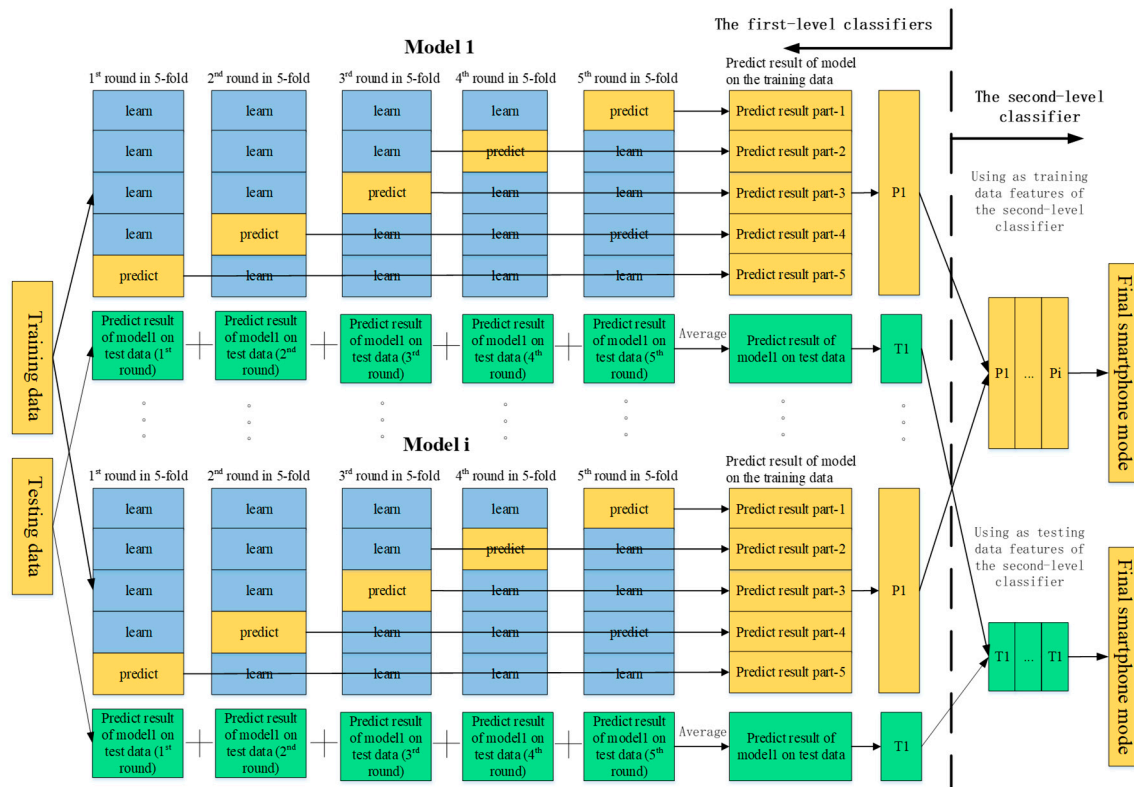 The first-level classifiers
Model 1
1st round in 5-fold
2nd round in 5-fold
3rd round in 5-fold
4th round in 5-fold
5th round in 5-fold
Predict result of model
on the training data
learn
learn
learn
learn
predict
Predict result part-1
learn
learn
learn
predict
learn
Predict result part-2
learn
learn
predict
learn
learn
Predict result part-3
learn
predict
learn
learn
predict
Predict result part-4
predict
learn
learn
learn
learn
Predict result part-5
P1
The second-level
classifier
Using as training
data features of
the second-level
classifier
Training data
Testing data
Predict result
of model1 on
test data (1st
round)
+
Predict result
of model1 on
test data (2nd
round)
+
Predict result
of model1 on
test data (3rd
round)
+
Predict result
of model1 on
test data (4th
round)
+
Predict result
of model1 on
test data (5th
round)
Average
Predict result of
model1 on test data
T1
P1
...
Pi
Final smartphone mode
Model i
1st round in 5-fold
2nd round in 5-fold
3rd round in 5-fold
4th round in 5-fold
5th round in 5-fold
Predict result of model
on the training data
learn
learn
learn
learn
predict
Predict result part-1
learn
learn
learn
predict
learn
Predict result part-2
learn
learn
predict
learn
learn
Predict result part-3
learn
predict
learn
learn
predict
Predict result part-4
predict
learn
learn
learn
learn
Predict result part-5
P1
Using as testing
data features of
the second-level
classifier
Predict result
of model1 on
test data (1st
round)
+
Predict result
of model1 on
test data (2nd
round)
+
Predict result
of model1 on
test data (3rd
round)
+
Predict result
of model1 on
test data (4th
round)
+
Predict result
of model1 on
test data (5th
round)
Average
Predict result of
model1 on test data
T1
T1
...
T1
Final smartphone mode